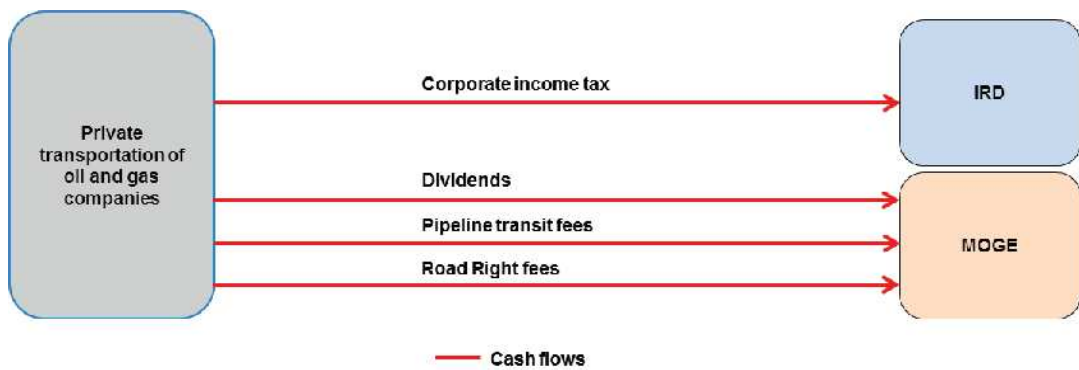 Private
transportation of
oil and gas
companies
Corporate income tax
IRD
Dividends
Pipeline transit fees
Road Right fees
MOGE
Cash flows